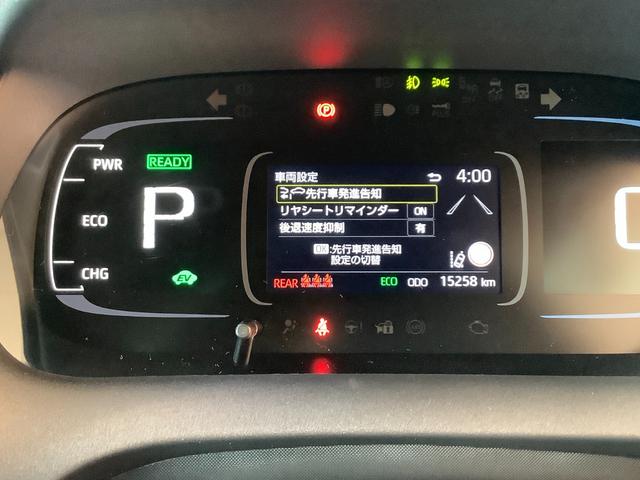 PWR
READY
ECO
CHG
P
EV
車両設定
4:00
先行車発進告知
リヤシートリマインダー ON
後退速度抑制 有
OK:先行車発進告知
設定の切替
REAR
ECO ODO 15258 km